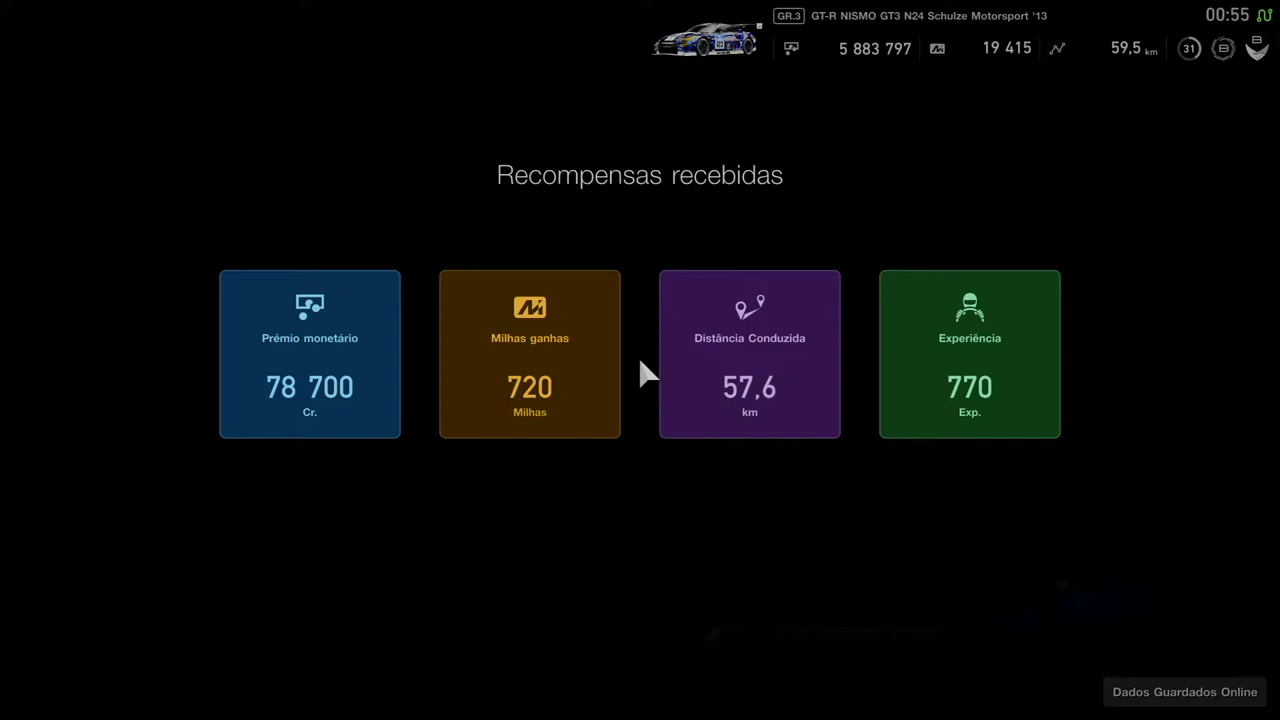 GR.3 GT-R NISMO GT3 N24 Schulze Motorsport '13 00:55
5 883 797 19 415 59,5 km 31 B B
Recompensas recebidas
Prémio monetário
78 700
Cr.
Milhas ganhas
720
Milhas
Distância Conduzida
57,6
km
Experiência
770
Exp.
Dados Guardados Online